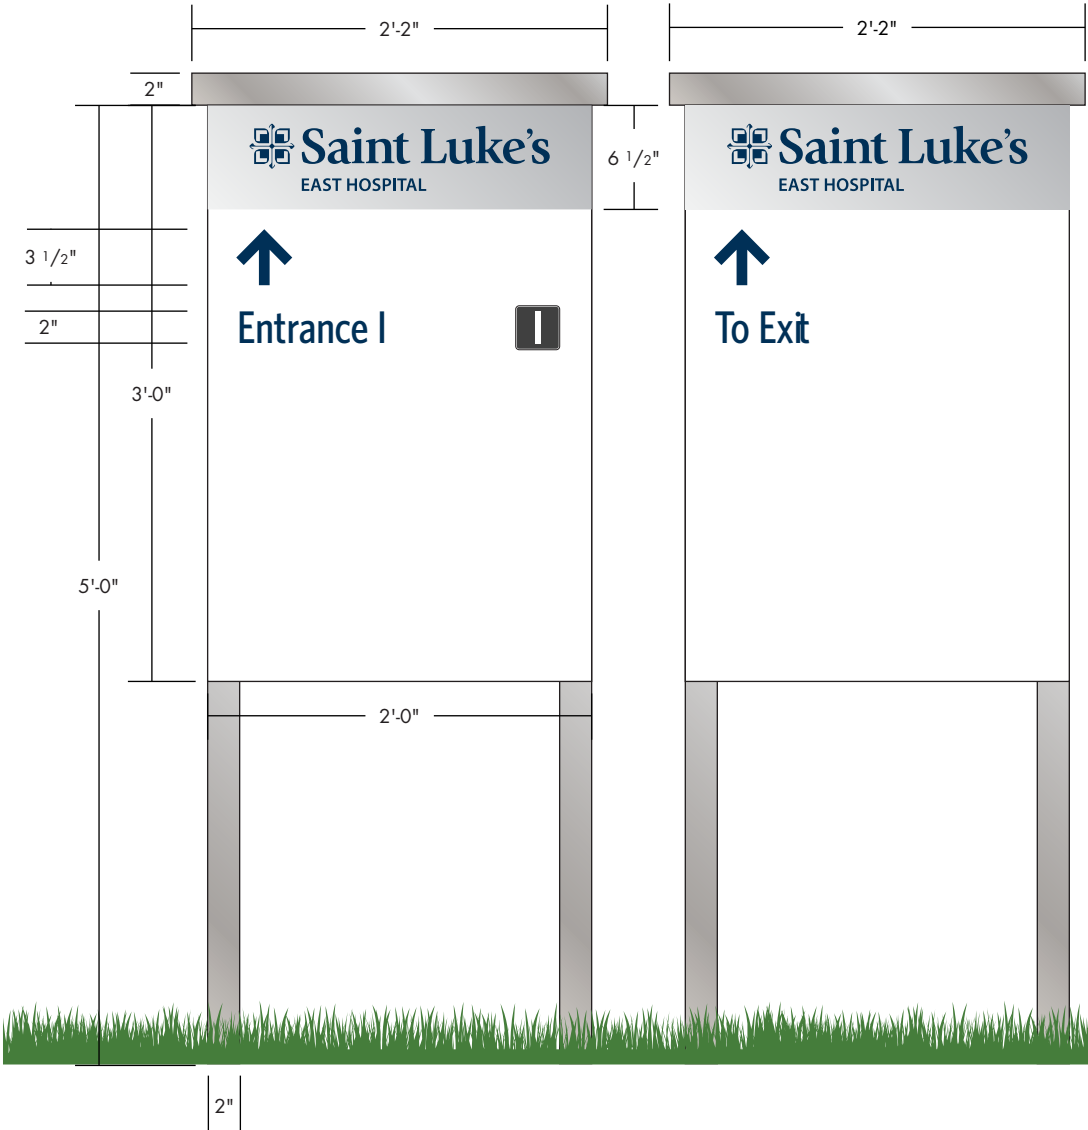 2'-2"
2'-2"
2"
Saint Luke's
EAST HOSPITAL
6 1/2"
Saint Luke's
EAST HOSPITAL
3 1/2"
2"
Entrance I
I
To Exit
3'-0"
5'-0"
2'-0"
2"